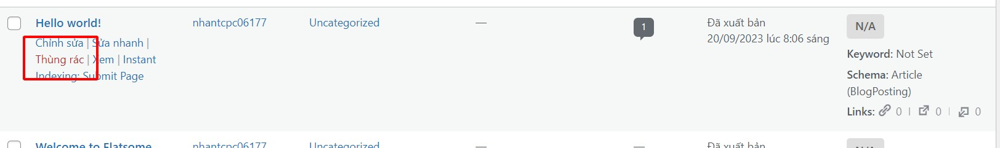 Hello world!
nhantcpc06177
Uncategorized
—
1
Đã xuất bản
20/09/2023 lúc 8:06 sáng
N/A
Chỉnh sửa | Sửa nhanh |
Thùng rác | Xem | Instant
Indexing: Submit Page
Keyword: Not Set
Schema: Article
(BlogPosting)
Links: 0 | 0 | 0
Welcome to Flatsome
nhantcpc06177
Uncategorized
—
—
Đã xuất bản
N/A